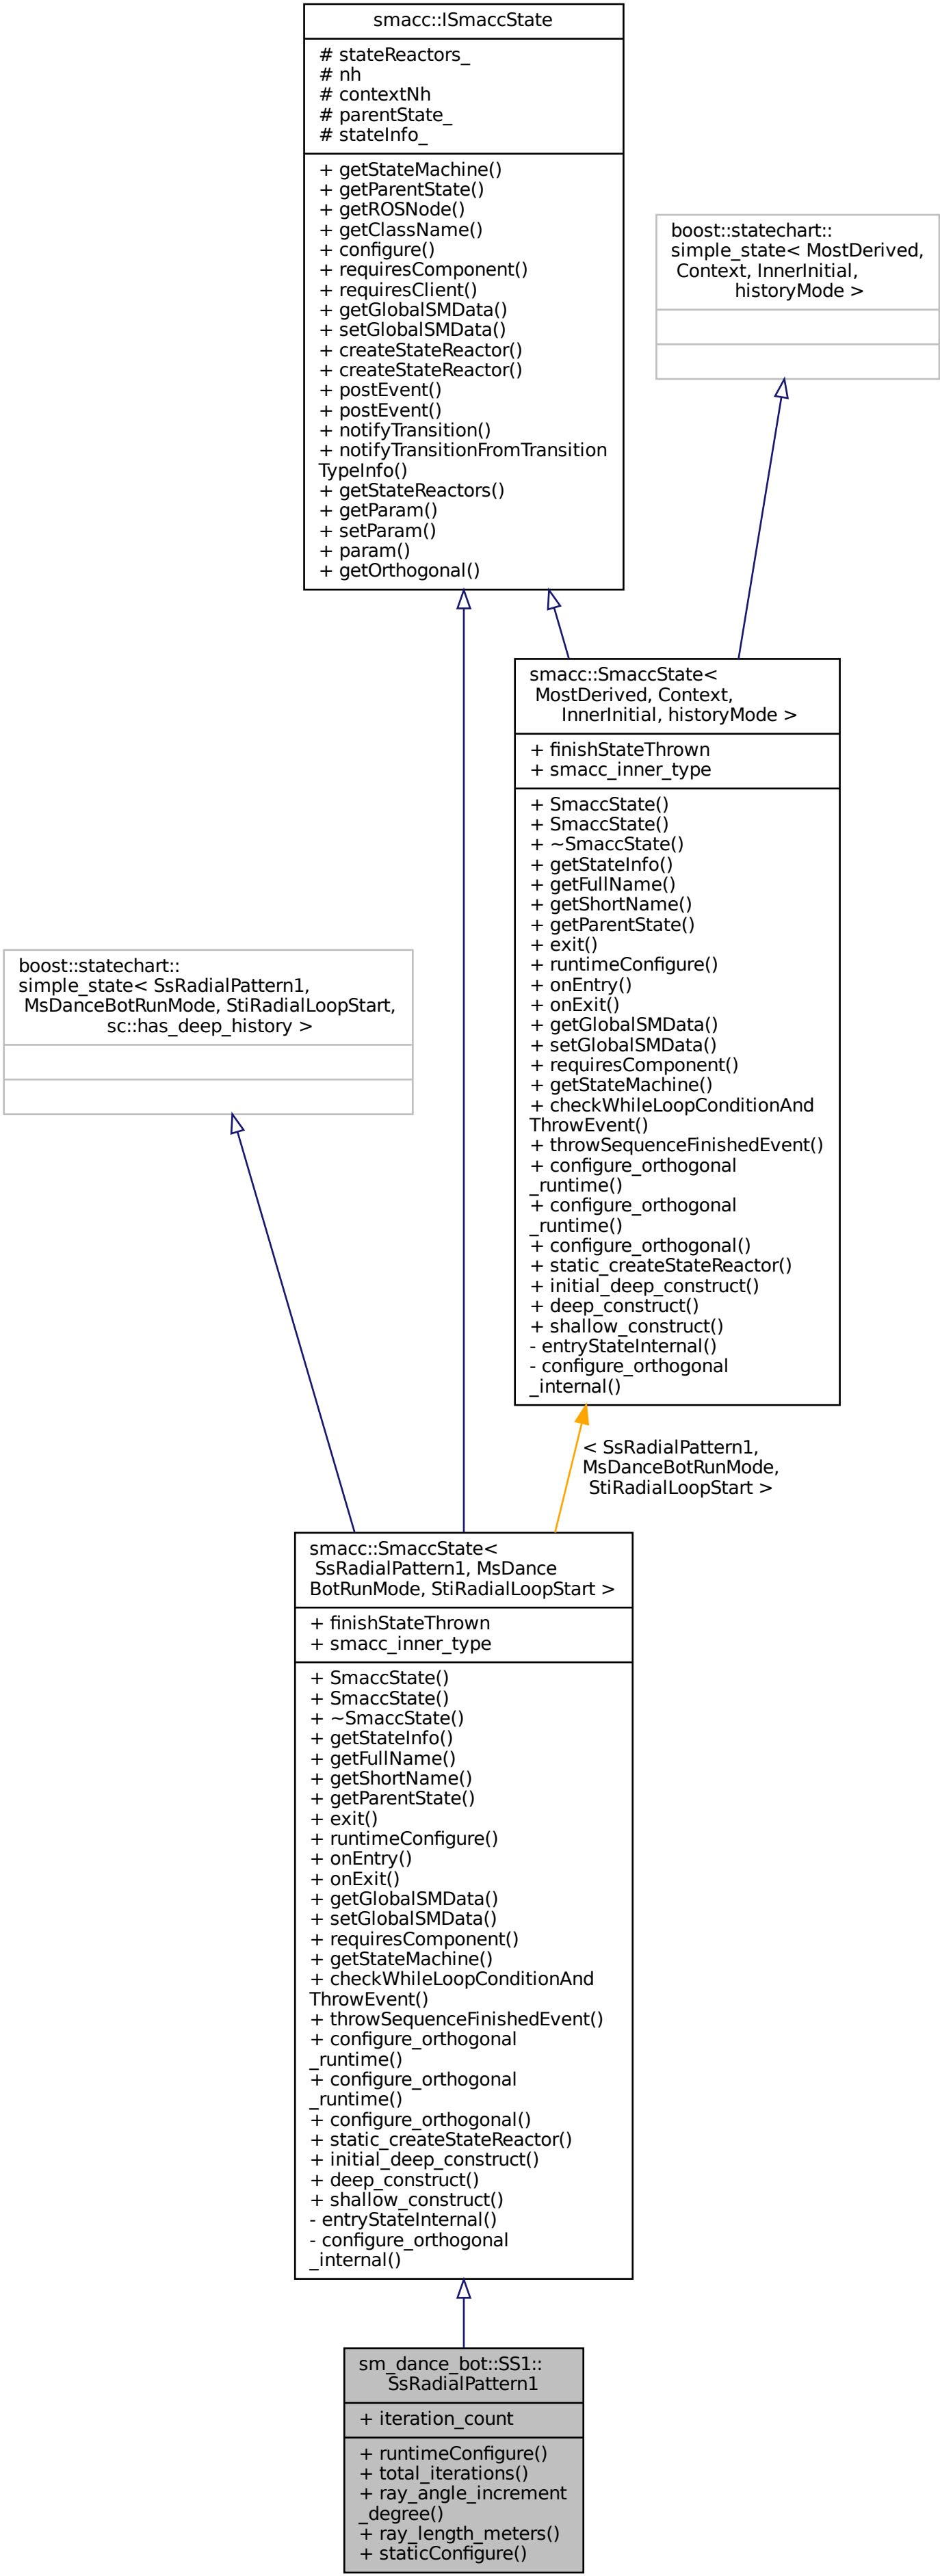 smacc::ISmaccState
# stateReactors_
# nh
# contextNh
# parentState_
# stateInfo_
+ getStateMachine()
+ getParentState()
+ getROSNode()
+ getClassName()
+ configure()
+ requiresComponent()
+ requiresClient()
+ getGlobalSMData()
+ setGlobalSMData()
+ createStateReactor()
+ createStateReactor()
+ postEvent()
+ postEvent()
+ notifyTransition()
+ notifyTransitionFromTransition
TypeInfo()
+ getStateReactors()
+ getParam()
+ setParam()
+ param()
+ getOrthogonal()
boost::statechart::
simple_state< MostDerived,
Context, InnerInitial,
historyMode >
smacc::SmaccState<
MostDerived, Context,
InnerInitial, historyMode >
+ finishStateThrown
+ smacc_inner_type
+ SmaccState()
+ SmaccState()
+ ~SmaccState()
+ getStateInfo()
+ getFullName()
+ getShortName()
+ getParentState()
+ exit()
+ runtimeConfigure()
+ onEntry()
+ onExit()
+ getGlobalSMData()
+ setGlobalSMData()
+ requiresComponent()
+ getStateMachine()
+ checkWhileLoopConditionAnd
ThrowEvent()
+ throwSequenceFinishedEvent()
+ configure_orthogonal
_runtime()
+ configure_orthogonal
_runtime()
+ configure_orthogonal()
+ static_createStateReactor()
+ initial_deep_construct()
+ deep_construct()
+ shallow_construct()
- entryStateInternal()
- configure_orthogonal
_internal()
boost::statechart::
simple_state< SsRadialPattern1,
MsDanceBotRunMode, StiRadialLoopStart,
sc::has_deep_history >
< SsRadialPattern1,
MsDanceBotRunMode,
StiRadialLoopStart >
smacc::SmaccState<
SsRadialPattern1, MsDance
BotRunMode, StiRadialLoopStart >
+ finishStateThrown
+ smacc_inner_type
+ SmaccState()
+ SmaccState()
+ ~SmaccState()
+ getStateInfo()
+ getFullName()
+ getShortName()
+ getParentState()
+ exit()
+ runtimeConfigure()
+ onEntry()
+ onExit()
+ getGlobalSMData()
+ setGlobalSMData()
+ requiresComponent()
+ getStateMachine()
+ checkWhileLoopConditionAnd
ThrowEvent()
+ throwSequenceFinishedEvent()
+ configure_orthogonal
_runtime()
+ configure_orthogonal
_runtime()
+ configure_orthogonal()
+ static_createStateReactor()
+ initial_deep_construct()
+ deep_construct()
+ shallow_construct()
- entryStateInternal()
- configure_orthogonal
_internal()
sm_dance_bot::SS1::
SsRadialPattern1
+ iteration_count
+ runtimeConfigure()
+ total_iterations()
+ ray_angle_increment
_degree()
+ ray_length_meters()
+ staticConfigure()